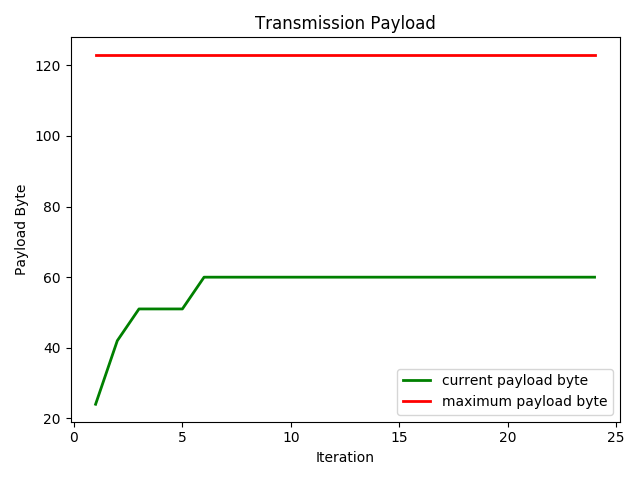 Transmission Payload
120
100
80
60
40
20
Payload Byte
0
5
10
15
20
25
Iteration
current payload byte
maximum payload byte